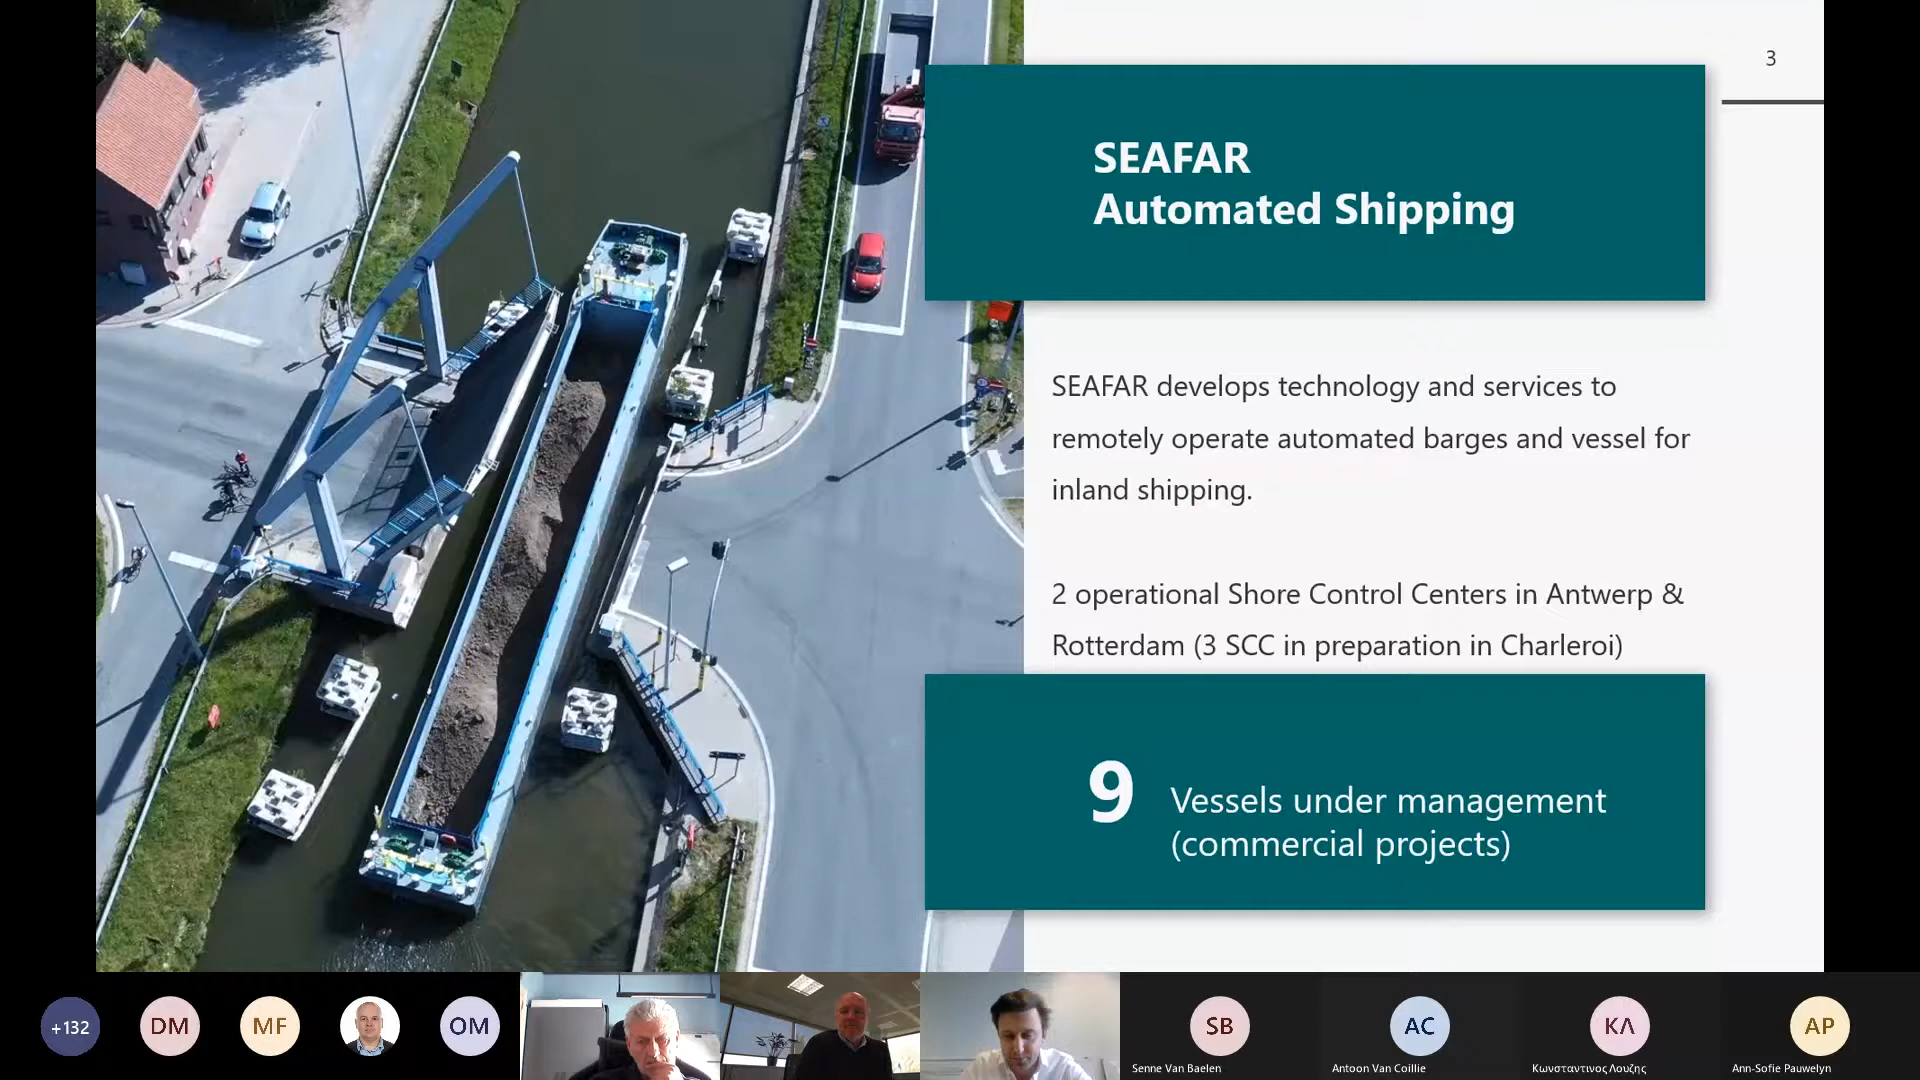 3
SEAFAR
Automated Shipping
SEAFAR develops technology and services to
remotely operate automated barges and vessel for
inland shipping.
2 operational Shore Control Centers in Antwerp &
Rotterdam (3 SCC in preparation in Charleroi)
9
Vessels under management
(commercial projects)
+132
DM
MF
OM
SB
AC
ΚΛ
AP
Senne Van Baelen
Antoon Van Coillie
Κωνσταντινος Λουζης
Ann-Sofie Pauwelyn